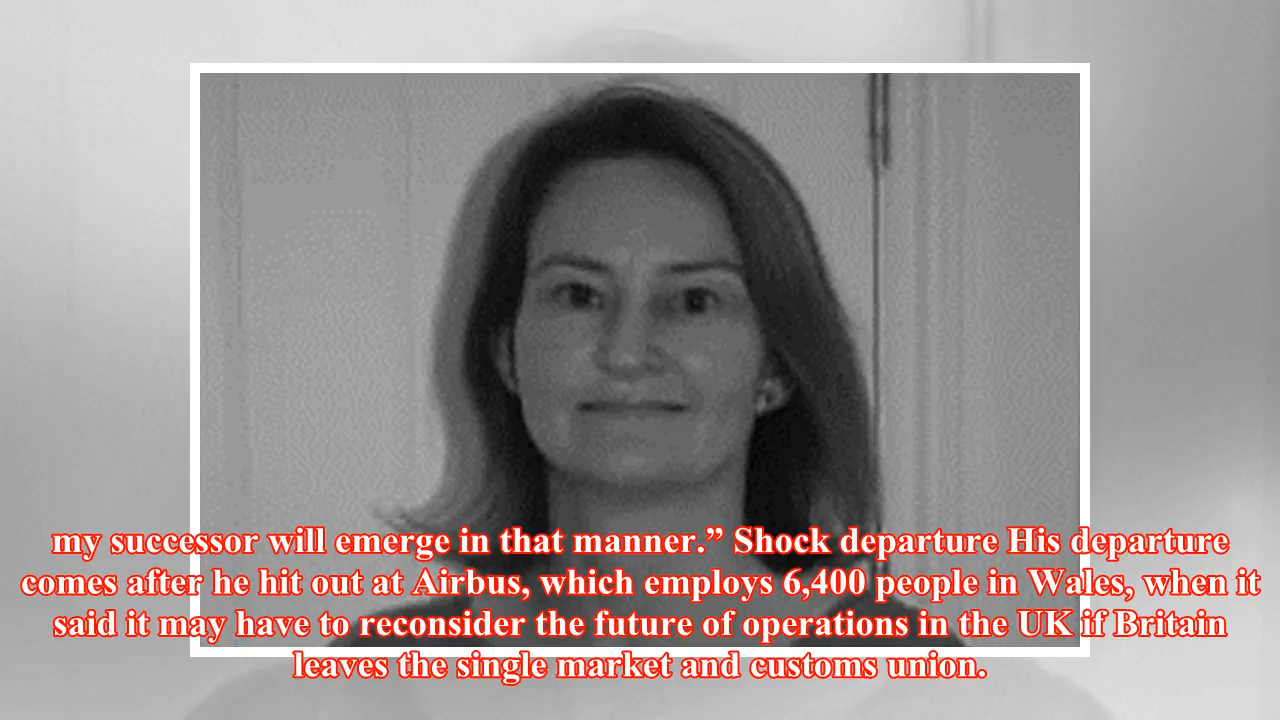 my successor will emerge in that manner.” Shock departure His departure
comes after he hit out at Airbus, which employs 6,400 people in Wales, when it
said it may have to reconsider the future of operations in the UK if Britain
leaves the single market and customs union.